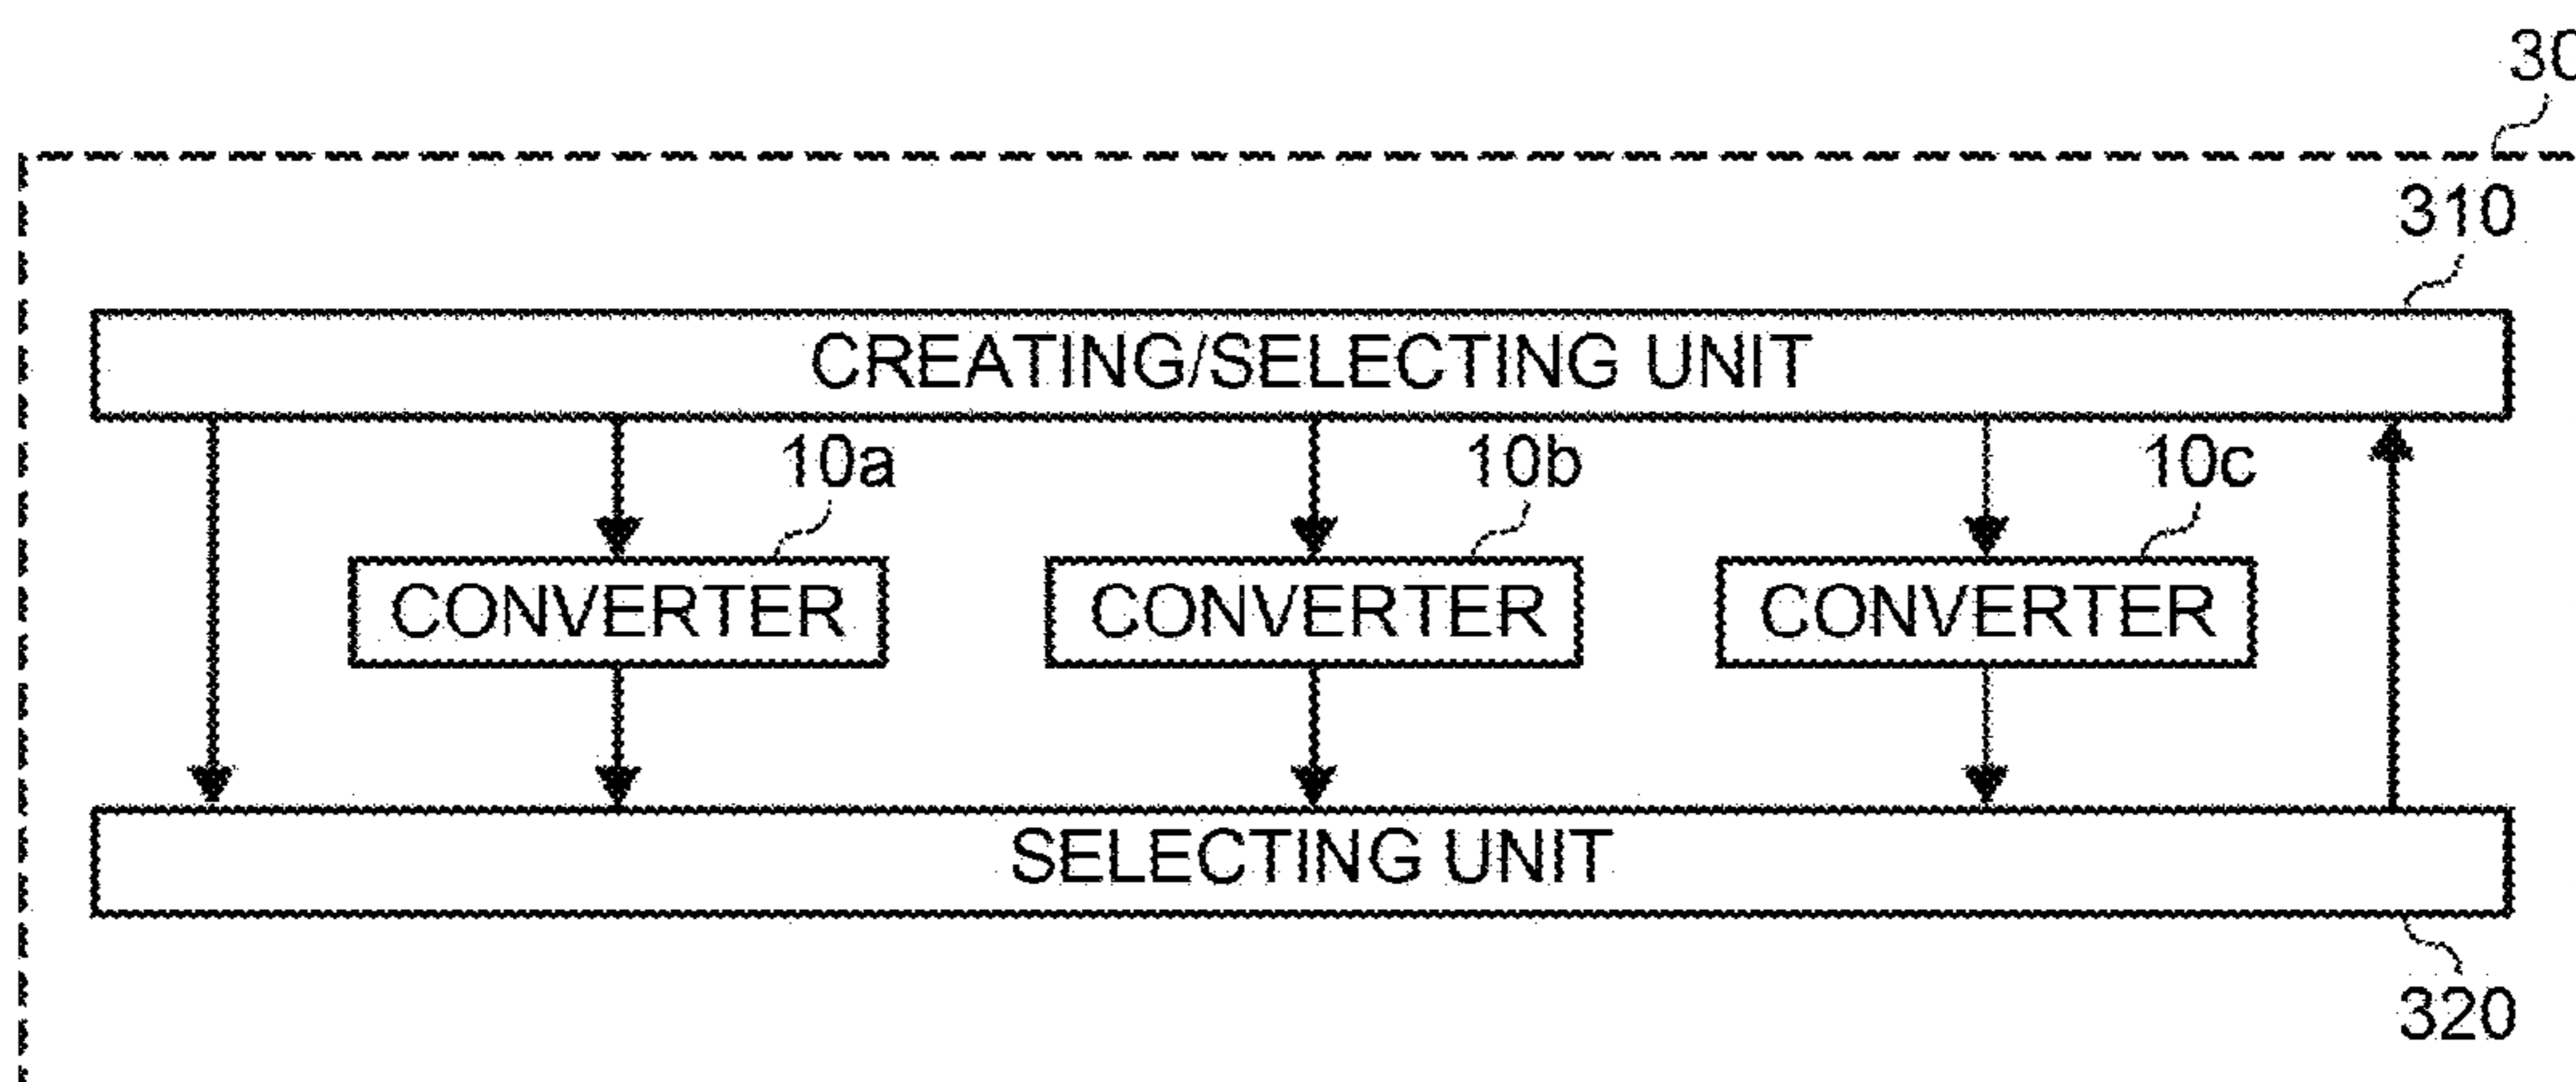 30
310
CREATING/SELECTING UNIT
10a
10b
10c
CONVERTER
CONVERTER
CONVERTER
SELECTING UNIT
320